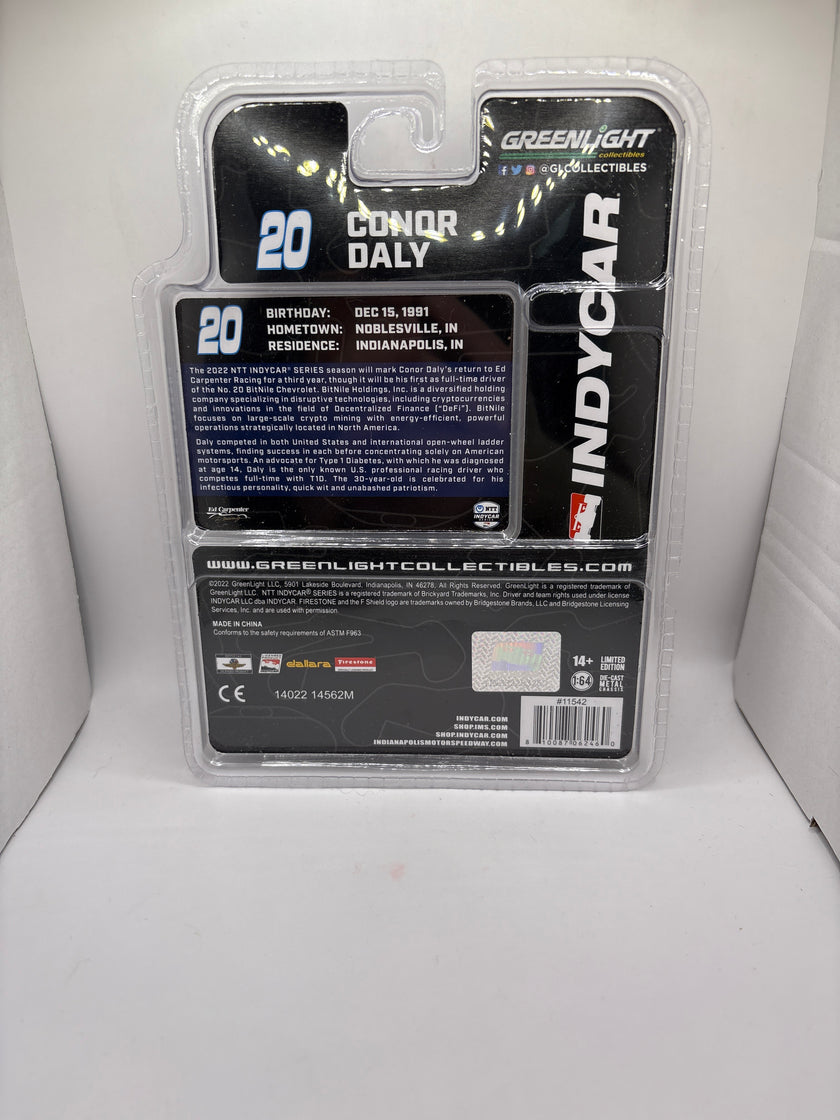 GREENLiGHT
collectibles
@GLCOLLECTIBLES
20 CONOR
DALY
INDYCAR
20
BIRTHDAY: DEC 15, 1991
HOMETOWN: NOBLESVILLE, IN
RESIDENCE: INDIANAPOLIS, IN
The 2022 NTT INDYCAR® SERIES season will mark Conor Daly's return to Ed
Carpenter Racing for a third year, though it will be his first as full-time driver
of the No. 20 BitNile Chevrolet. BitNile Holdings, Inc. is a diversified holding
company specializing in disruptive technologies, including cryptocurrencies
and innovations in the field of Decentralized Finance ("DeFi"). BitNile
focuses on large-scale crypto mining with energy-efficient, powerful
operations strategically located in North America.
Daly competed in both United States and international open-wheel ladder
systems, finding success in each before concentrating solely on American
motorsports. An advocate for Type 1 Diabetes, with which he was diagnosed
at age 14, Daly is the only known U.S. professional racing driver who
competes full-time with T1D. The 30-year-old is celebrated for his
infectious personality, quick wit and unabashed patriotism.
Ed Carpenter
NTT
INDYCAR
SERIES
WWW.GREENLIGHTCOLLECTIBLES.COM
©2022 GreenLight LLC, 5901 Lakeside Boulevard, Indianapolis, IN 46278, All Rights Reserved. GreenLight is a registered trademark of
GreenLight LLC. NTT INDYCAR® SERIES is a registered trademark of Brickyard Trademarks, Inc. Driver and team rights used under license
INDYCAR LLC dba INDYCAR. FIRESTONE and the F Shield logo are trademarks owned by Bridgestone Brands, LLC and Bridgestone Licensing
Services, Inc. and are used with permission.
MADE IN CHINA
Conforms to the safety requirements of ASTM F963
dallara
Firestone
14+ LIMITED
EDITION
1:64 DIE-CAST
METAL
CHASSIS
CE 14022 14562M
#11542
8 10087 06246 0
INDYCAR.COM
SHOP.IMS.COM
SHOP.INDYCAR.COM
INDIANAPOLISMOTORSPEEDWAY.COM